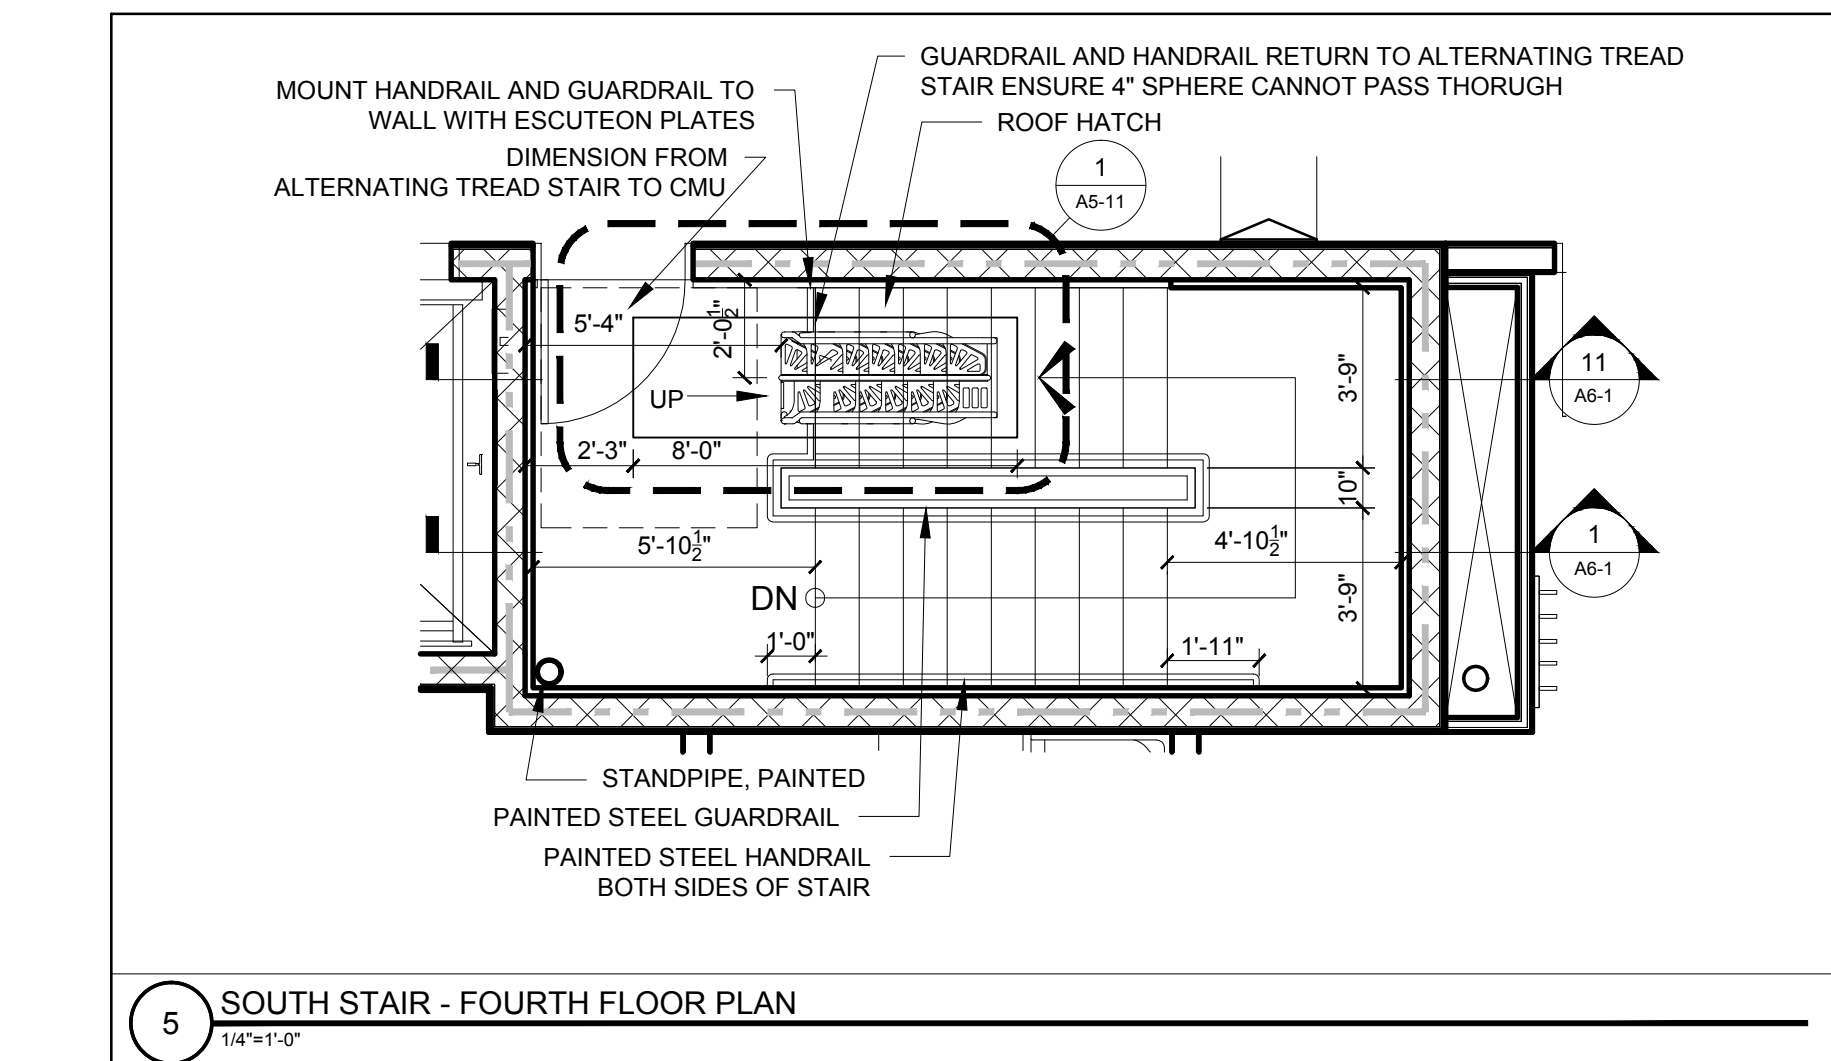 GUARDRAIL AND HANDRAIL RETURN TO ALTERNATING TREAD
STAIR ENSURE 4" SPHERE CANNOT PASS THORUGH
MOUNT HANDRAIL AND GUARDRAIL TO
WALL WITH ESCUTEON PLATES
ROOF HATCH
DIMENSION FROM
ALTERNATING TREAD STAIR TO CMU
1
A5-11
5'-4"
2'-0½"
UP
2'-3"
8'-0"
3'-9"
11
A6-1
10"
5'-10½"
4'-10½"
1
A6-1
DN
3'-9"
1'-0"
1'-11"
STANDPIPE, PAINTED
PAINTED STEEL GUARDRAIL
PAINTED STEEL HANDRAIL
BOTH SIDES OF STAIR
5
SOUTH STAIR - FOURTH FLOOR PLAN
1/4"=1'-0"